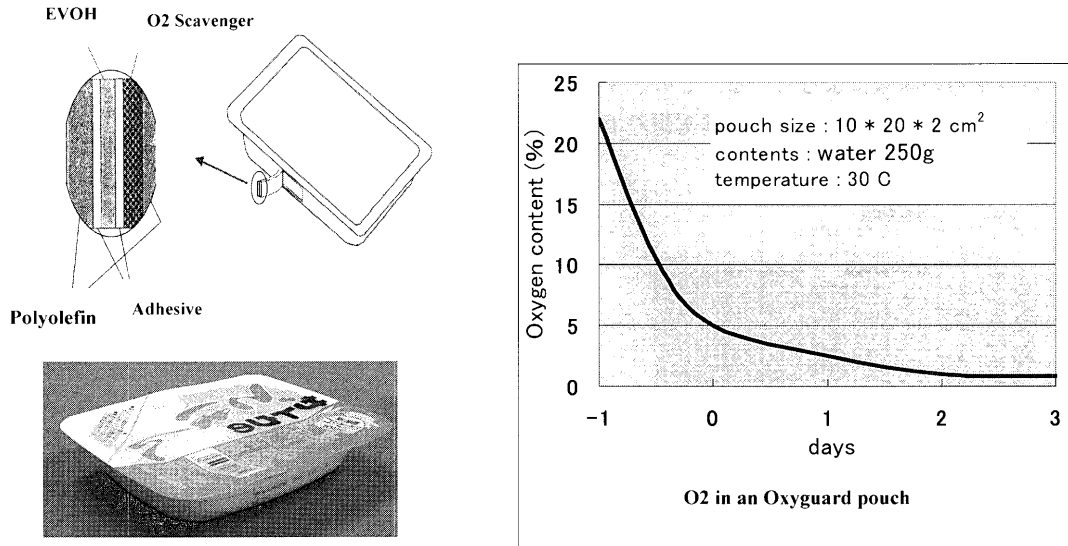 EVOH O2 Scavenger
Polyolefin Adhesive
Oxygen content (%)
25
20
15
10
5
0
pouch size : 10 * 20 * 2 cm²
contents : water 250g
temperature : 30 C
-1 0 1 2 3
days
O2 in an Oxyguard pouch